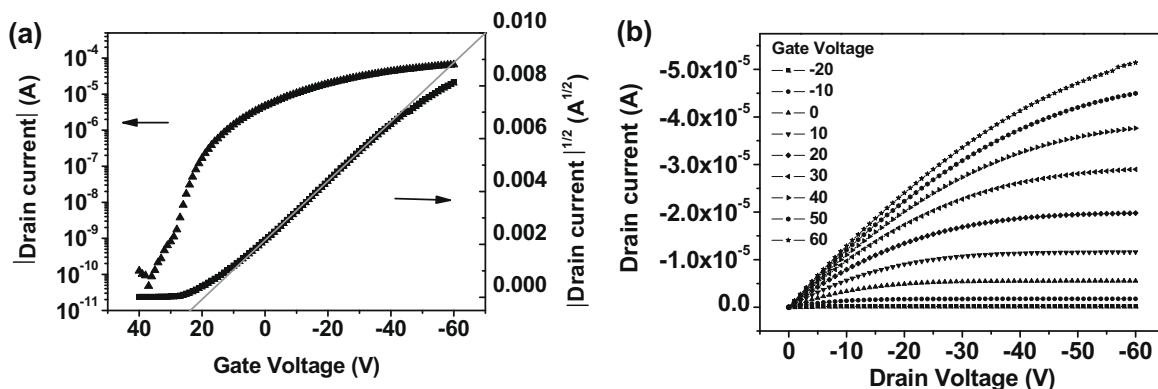 (a)
|Drain current| (A)
10⁻⁴
10⁻⁵
10⁻⁶
10⁻⁷
10⁻⁸
10⁻⁹
10⁻¹⁰
10⁻¹¹
40 20 0 -20 -40 -60
Gate Voltage (V)
0.010
0.008
0.006
0.004
0.002
0.000
|Drain current |¹/² (A¹/²)
(b)
Drain current (A)
-5.0x10⁻⁵
-4.0x10⁻⁵
-3.0x10⁻⁵
-2.0x10⁻⁵
-1.0x10⁻⁵
0.0
Gate Voltage
-20
-10
0
10
20
30
40
50
60
0 -10 -20 -30 -40 -50 -60
Drain Voltage (V)